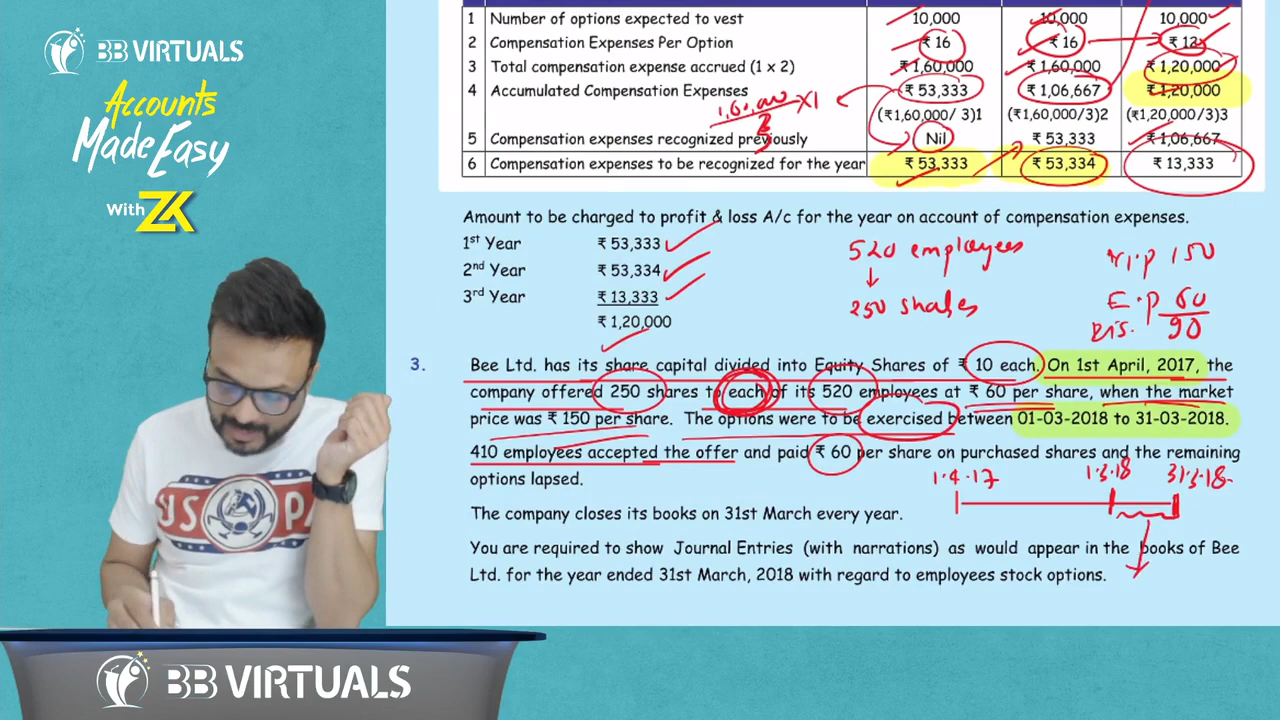 BB VIRTUALS
Accounts
Made Easy
With ZK
1 Number of options expected to vest 10,000 10,000 10,000
2 Compensation Expenses Per Option ₹ 16 ₹ 16 ₹ 12
3 Total compensation expense accrued (1 x 2) ₹ 1,60,000 ₹ 1,60,000 ₹ 1,20,000
4 Accumulated Compensation Expenses ₹ 53,333 ₹ 1,06,667 ₹ 1,20,000
(₹1,60,000/ 3)1 (₹1,60,000/3)2 (₹1,20,000/3)3
5 Compensation expenses recognized previously Nil ₹ 53,333 ₹ 1,06,667
6 Compensation expenses to be recognized for the year ₹ 53,333 ₹ 53,334 ₹ 13,333
1,60,000 x1
3
Amount to be charged to profit & loss A/c for the year on account of compensation expenses.
1st Year ₹ 53,333
2nd Year ₹ 53,334
3rd Year ₹ 13,333
₹ 1,20,000
520 employees
250 shares
M.P 150
E.P 60
Dis. 90
3. Bee Ltd. has its share capital divided into Equity Shares of ₹ 10 each. On 1st April, 2017, the
company offered 250 shares to each of its 520 employees at ₹ 60 per share, when the market
price was ₹ 150 per share. The options were to be exercised between 01-03-2018 to 31-03-2018.
410 employees accepted the offer and paid ₹ 60 per share on purchased shares and the remaining
options lapsed.
1.4.17 1.3.18 31.3.18
The company closes its books on 31st March every year.
You are required to show Journal Entries (with narrations) as would appear in the books of Bee
Ltd. for the year ended 31st March, 2018 with regard to employees stock options.
US PA
BB VIRTUALS